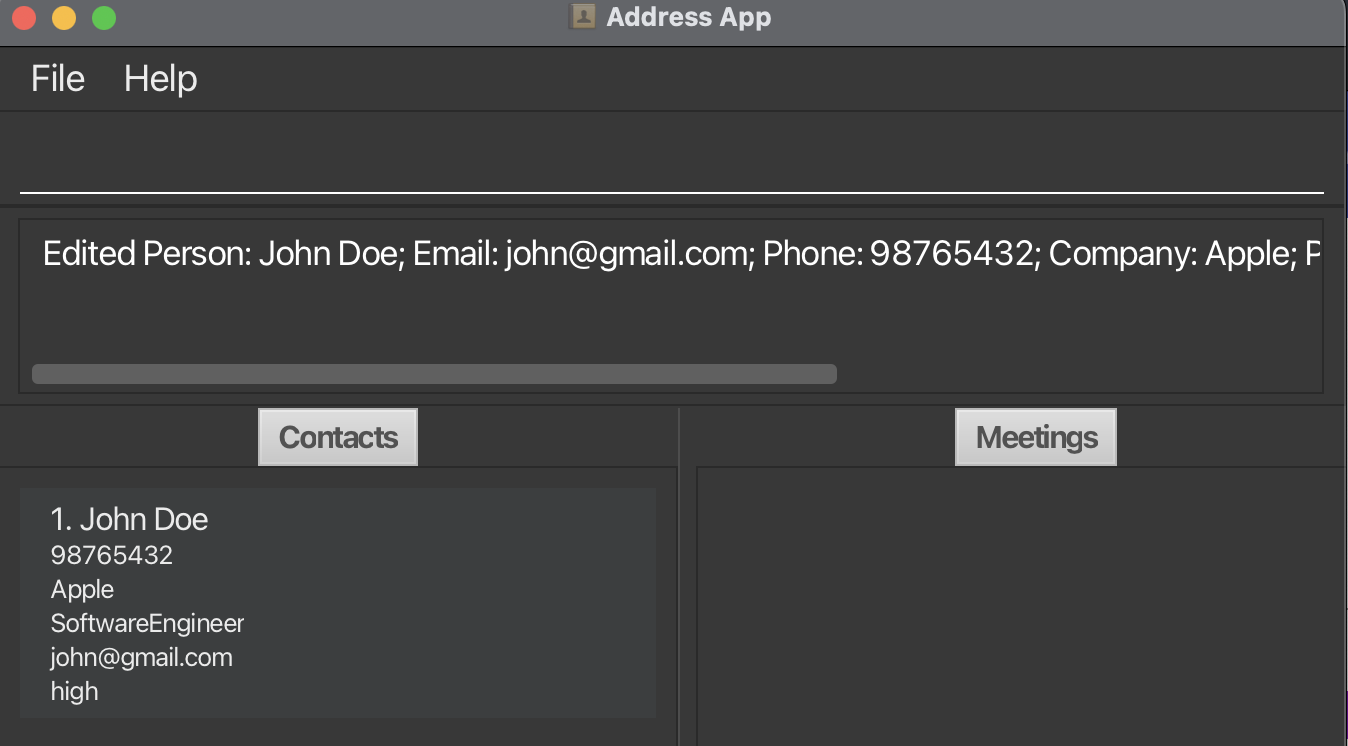 Address App
File Help
Edited Person: John Doe; Email: john@gmail.com; Phone: 98765432; Company: Apple; P
Contacts
Meetings
1. John Doe
98765432
Apple
SoftwareEngineer
john@gmail.com
high